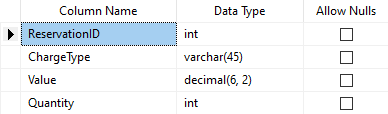 Column Name Data Type Allow Nulls
ReservationID int
ChargeType varchar(45)
Value decimal(6, 2)
Quantity int